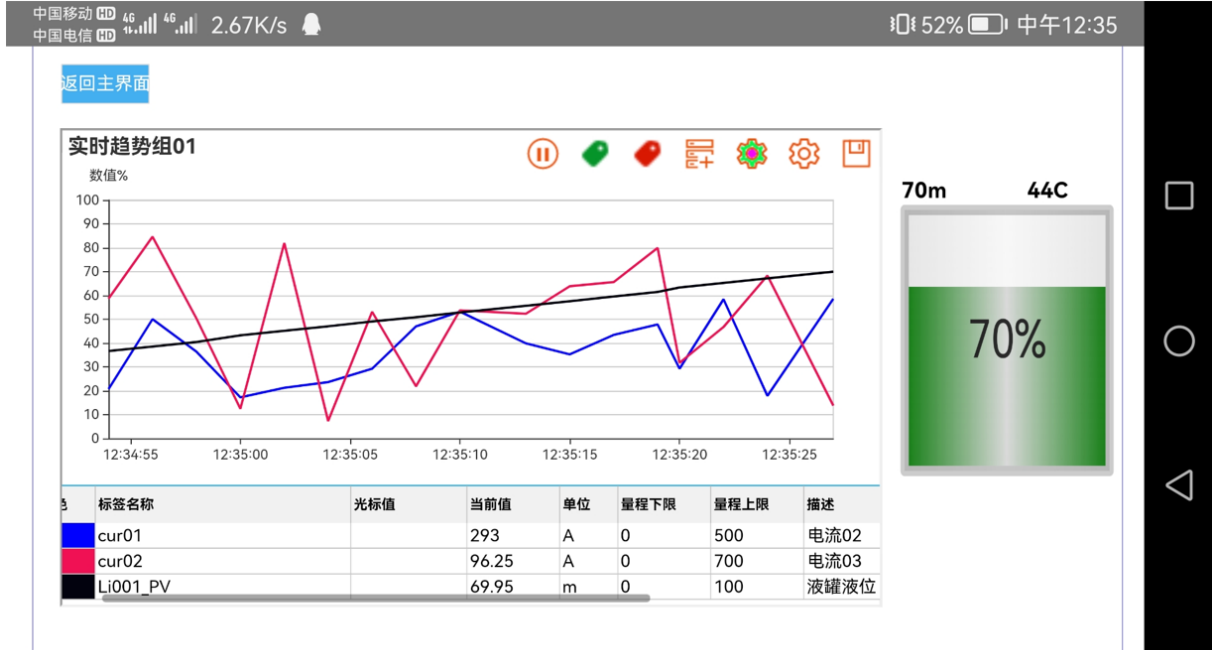 中国移动 HD 4G 4G 2.67K/s 52% 中午12:35
中国电信 HD
返回主界面
实时趋势组01
数值%
100
90
80
70
60
50
40
30
20
10
0
12:34:55 12:35:00 12:35:05 12:35:10 12:35:15 12:35:20 12:35:25
标签名称 光标值 当前值 单位 量程下限 量程上限 描述
cur01 293 A 0 500 电流02
cur02 96.25 A 0 700 电流03
Li001_PV 69.95 m 0 100 液罐液位
70m 44C
70%